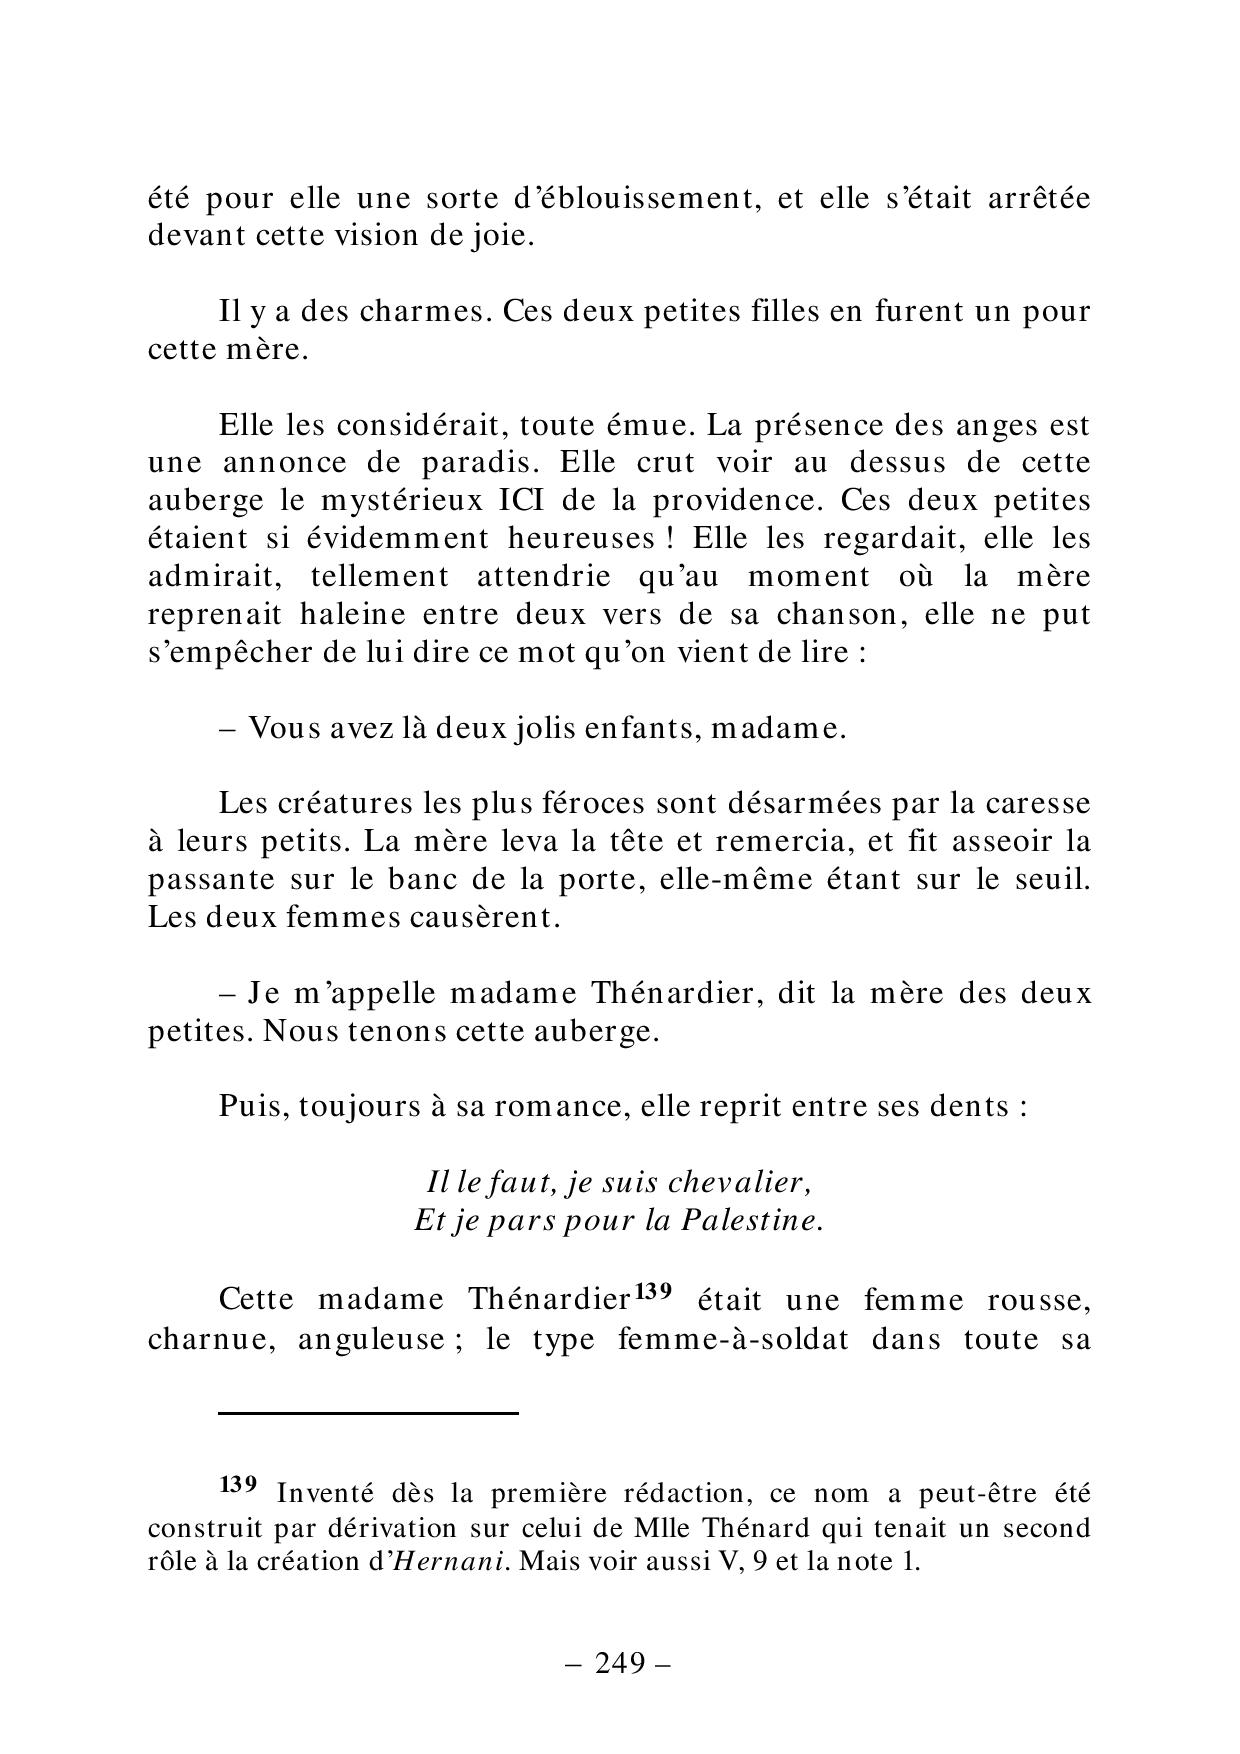 été pour elle une sorte d’éblouissement, et elle s’était arrêtée
devant cette vision de joie.
Il y a des charmes. Ces deux petites filles en furent un pour
cette mère.
Elle les considérait, toute émue. La présence des anges est
une annonce de paradis. Elle crut voir au dessus de cette
auberge le mystérieux ICI de la providence. Ces deux petites
étaient si évidemment heureuses ! Elle les regardait, elle les
admirait, tellement attendrie qu’au moment où la mère
reprenait haleine entre deux vers de sa chanson, elle ne put
s’empêcher de lui dire ce mot qu’on vient de lire :
– Vous avez là deux jolis enfants, madame.
Les créatures les plus féroces sont désarmées par la caresse
à leurs petits. La mère leva la tête et remercia, et fit asseoir la
passante sur le banc de la porte, elle-même étant sur le seuil.
Les deux femmes causèrent.
– Je m’appelle madame Thénardier, dit la mère des deux
petites. Nous tenons cette auberge.
Puis, toujours à sa romance, elle reprit entre ses dents :
Il le faut, je suis chevalier,
Et je pars pour la Palestine.
Cette madame Thénardier139 était une femme rousse,
charnue, anguleuse ; le type femme-à-soldat dans toute sa
139 Inventé dès la première rédaction, ce nom a peut-être été
construit par dérivation sur celui de Mlle Thénard qui tenait un second
rôle à la création d’Hernani. Mais voir aussi V, 9 et la note 1.
– 249 –